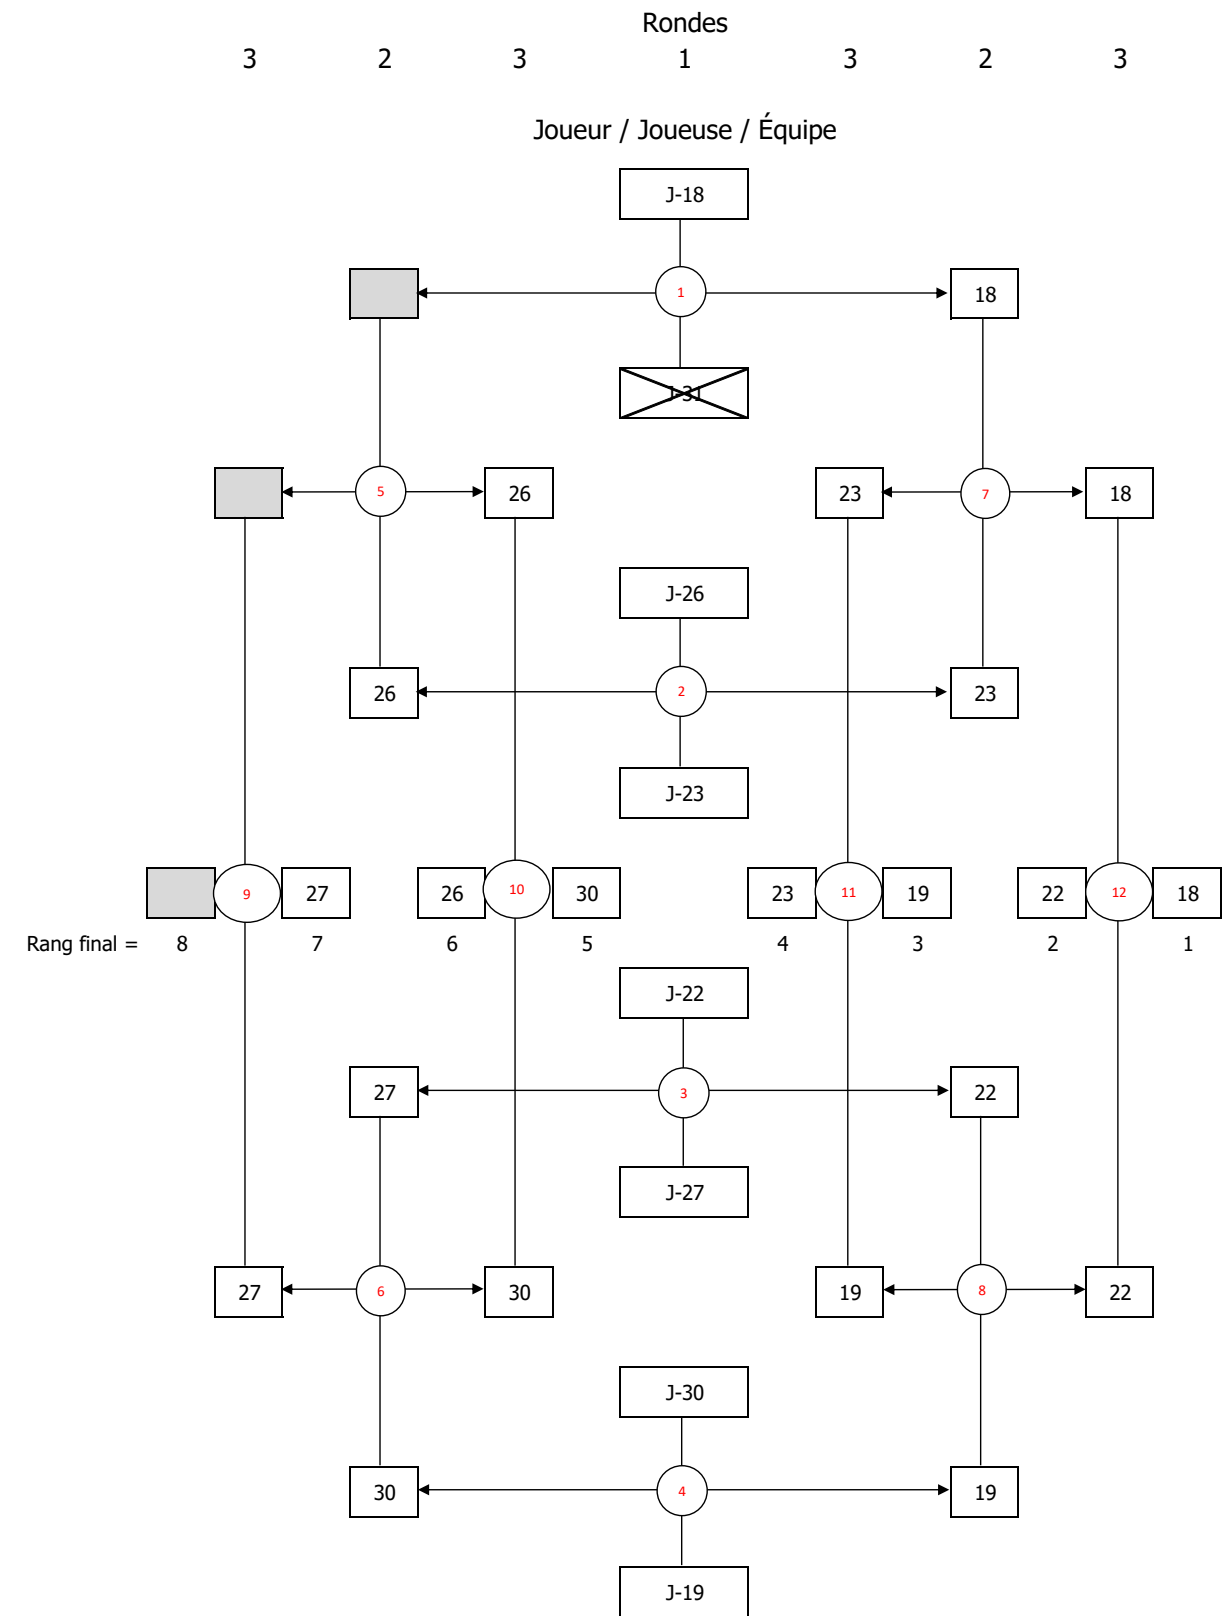 Rondes
3 2 3 1 3 2 3
Joueur / Joueuse / Équipe
J-18
1 18
J-31
5 26 23 7 18
J-26
26 2 23
J-23
9 27 26 10 30 23 11 19 22 12 18
Rang final = 8 7 6 5 4 3 2 1
J-22
27 3 22
J-27
27 6 30 19 8 22
J-30
30 4 19
J-19